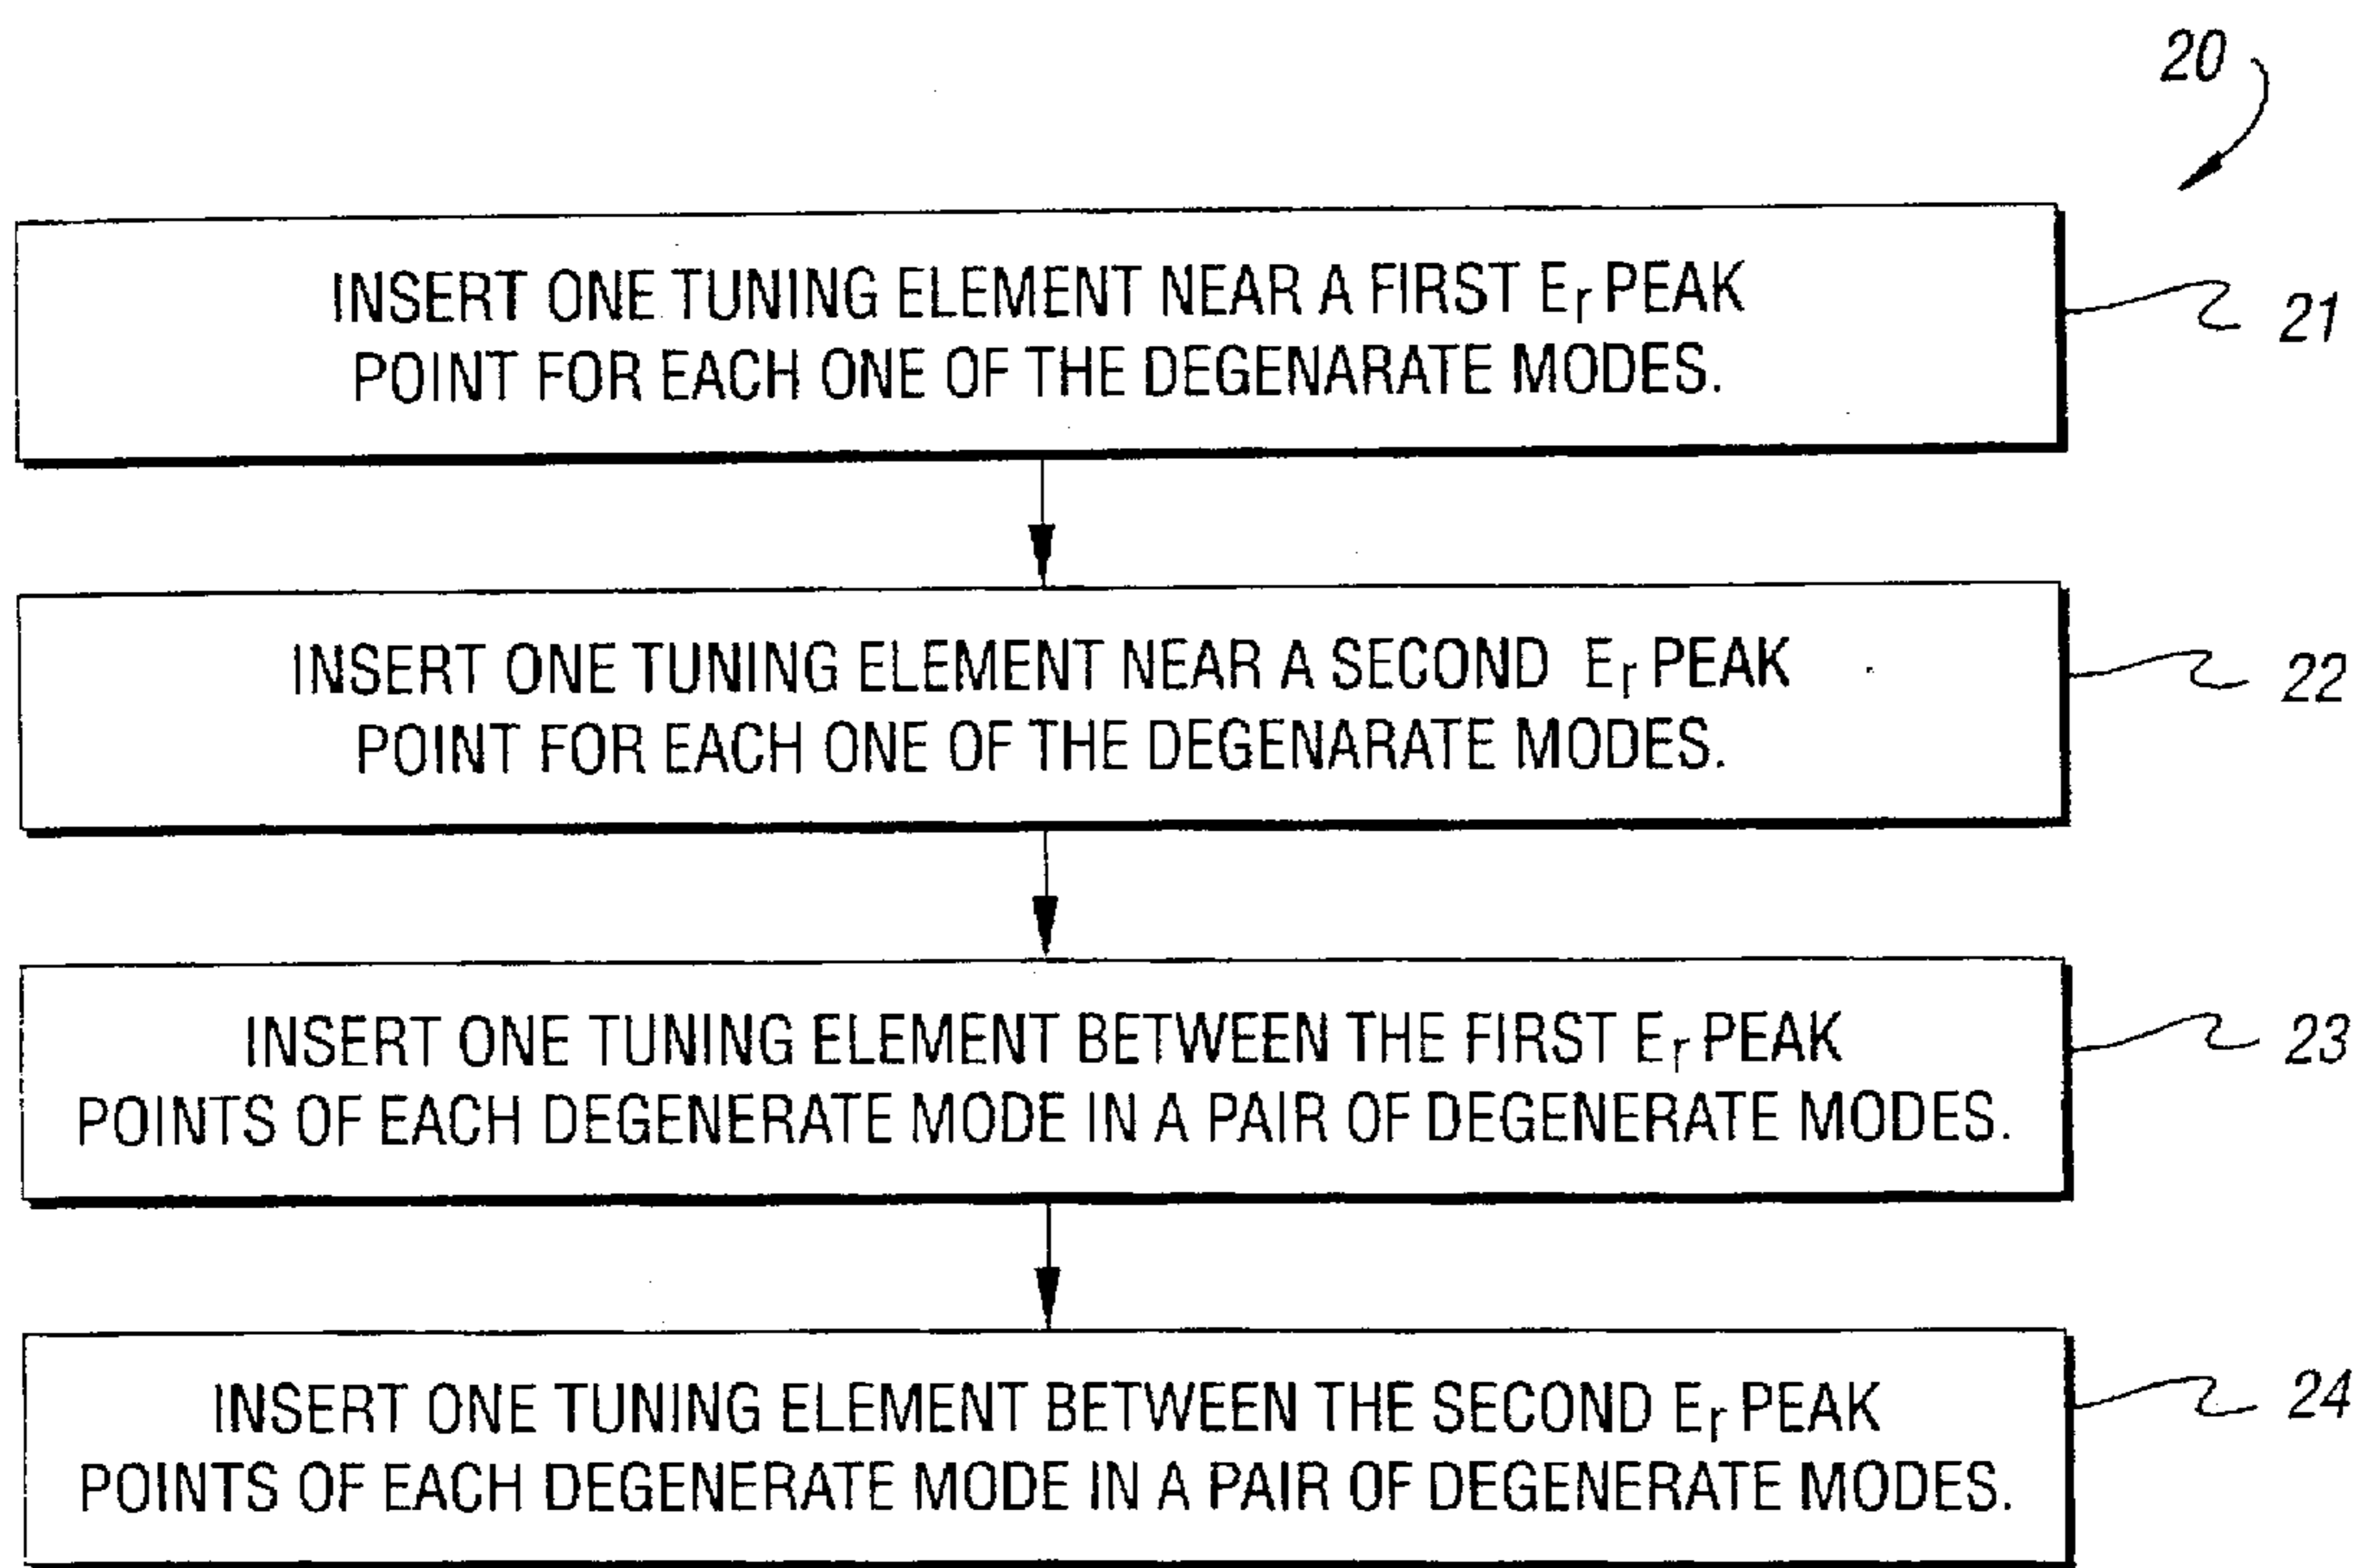 20
INSERT ONE TUNING ELEMENT NEAR A FIRST Er PEAK
POINT FOR EACH ONE OF THE DEGENARATE MODES.
21
INSERT ONE TUNING ELEMENT NEAR A SECOND Er PEAK
POINT FOR EACH ONE OF THE DEGENARATE MODES.
22
INSERT ONE TUNING ELEMENT BETWEEN THE FIRST Er PEAK
POINTS OF EACH DEGENERATE MODE IN A PAIR OF DEGENERATE MODES.
23
INSERT ONE TUNING ELEMENT BETWEEN THE SECOND Er PEAK
POINTS OF EACH DEGENERATE MODE IN A PAIR OF DEGENERATE MODES.
24